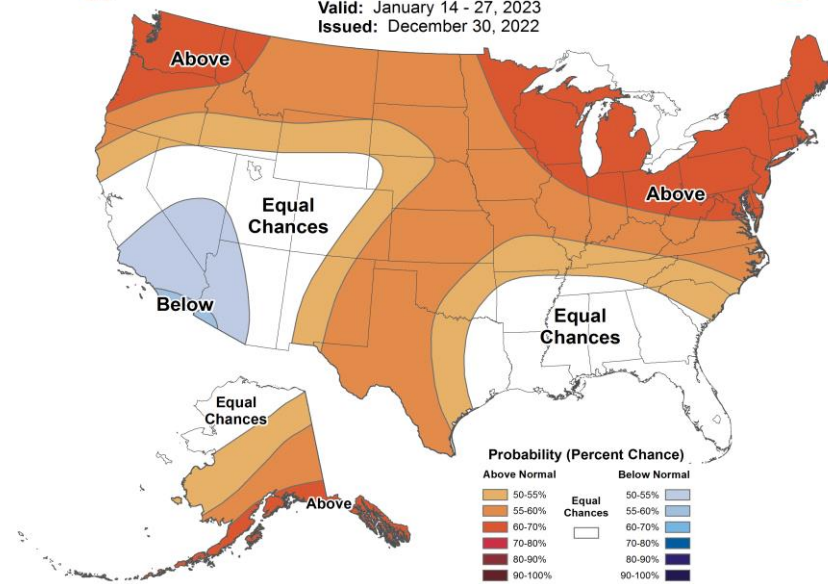 Valid: January 14 - 27, 2023
Issued: December 30, 2022
Above
Equal
Chances
Above
Below
Equal
Chances
Equal
Chances
Above
Probability (Percent Chance)
Above Normal
Below Normal
Equal
Chances
50-55%
55-60%
60-70%
70-80%
80-90%
90-100%
50-55%
55-60%
60-70%
70-80%
80-90%
90-100%